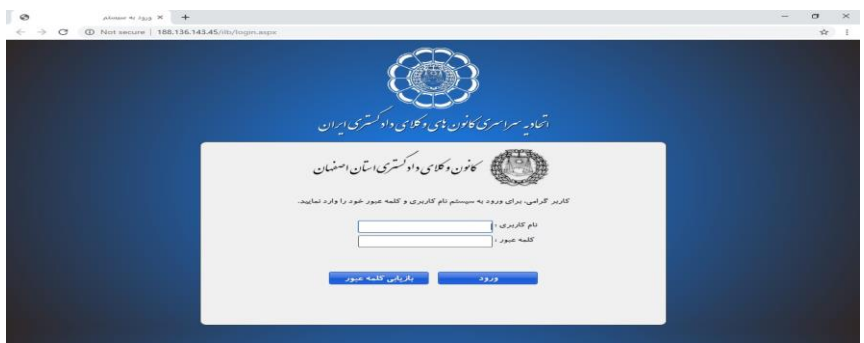 ورود به سیستم
Not secure | 188.136.143.45/ilb/login.aspx
اتحادیه سراسری کانون های وکلای دادگستری ایران
کانون وکلای دادگستری استان اصفهان
کاربر گرامی، برای ورود به سیستم نام کاربری و کلمه عبور خود را وارد نمایید.
نام کاربری :
کلمه عبور :
ورود
بازیابی کلمه عبور